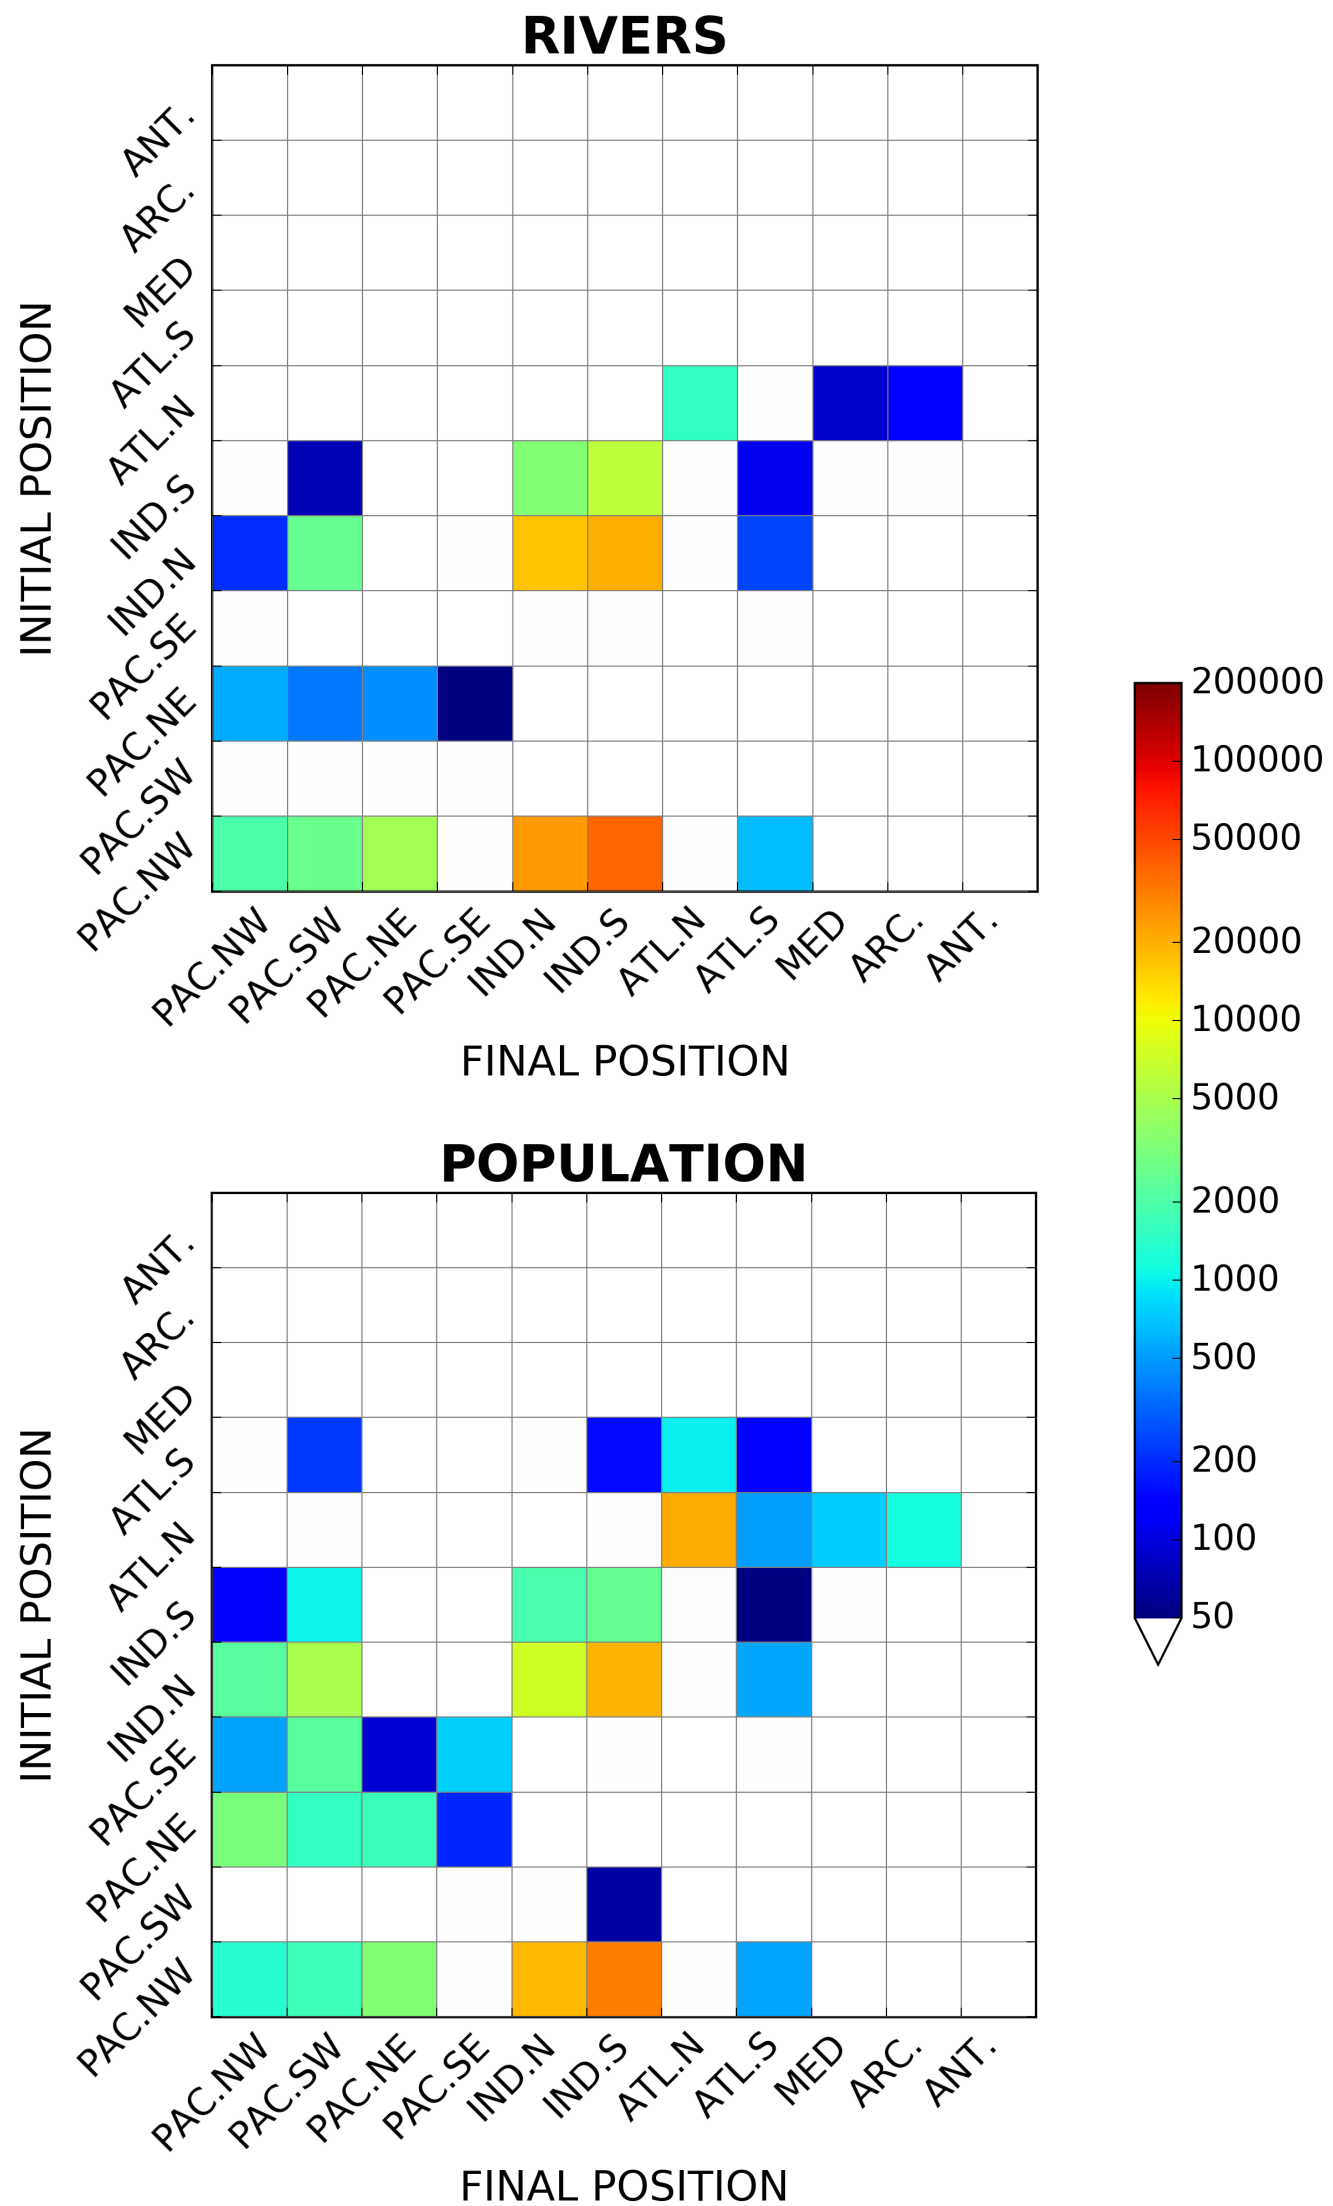 RIVERS
ANT.
ARC.
MED
ATL.S
ATL.N
IND.S
IND.N
PAC.SE
PAC.NE
PAC.SW
PAC.NW
INITIAL POSITION
PAC.NW
PAC.SW
PAC.NE
PAC.SE
IND.N
IND.S
ATL.N
ATL.S
MED
ARC.
ANT.
FINAL POSITION
200000
100000
50000
20000
10000
5000
2000
1000
500
200
100
50
POPULATION
ANT.
ARC.
MED
ATL.S
ATL.N
IND.S
IND.N
PAC.SE
PAC.NE
PAC.SW
PAC.NW
INITIAL POSITION
PAC.NW
PAC.SW
PAC.NE
PAC.SE
IND.N
IND.S
ATL.N
ATL.S
MED
ARC.
ANT.
FINAL POSITION